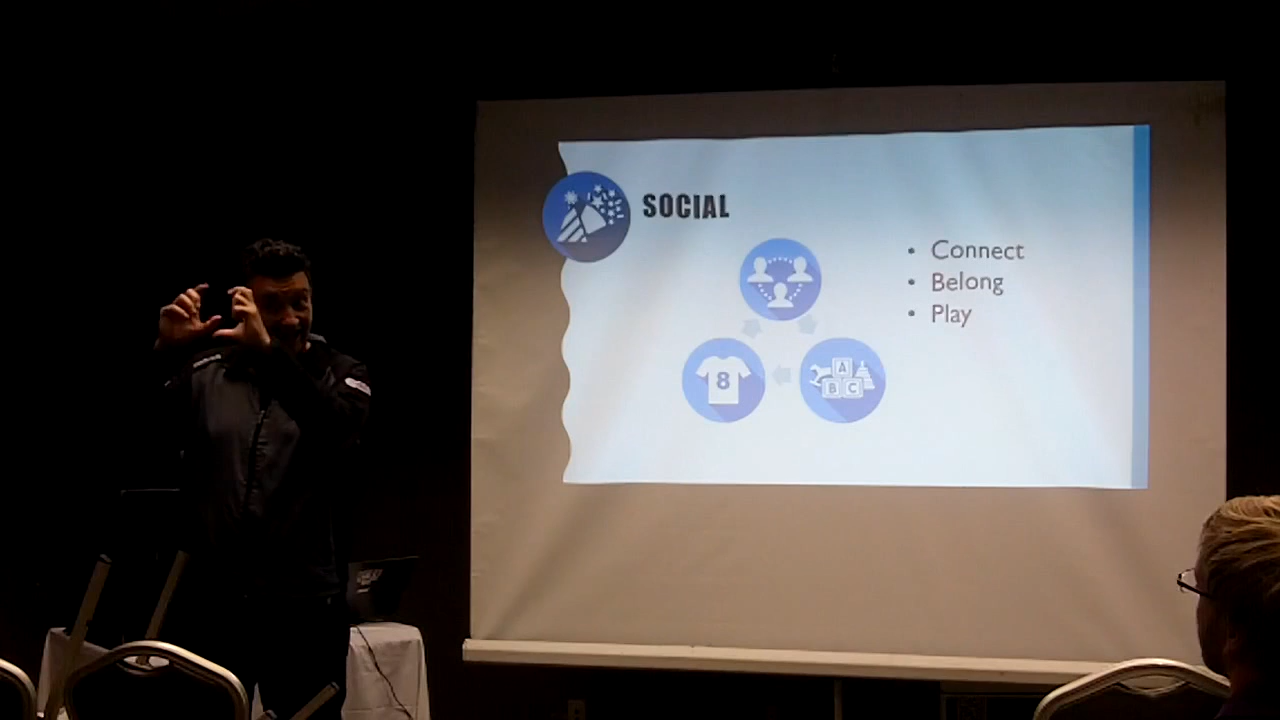 SOCIAL
• Connect
• Belong
• Play
8
A
B C